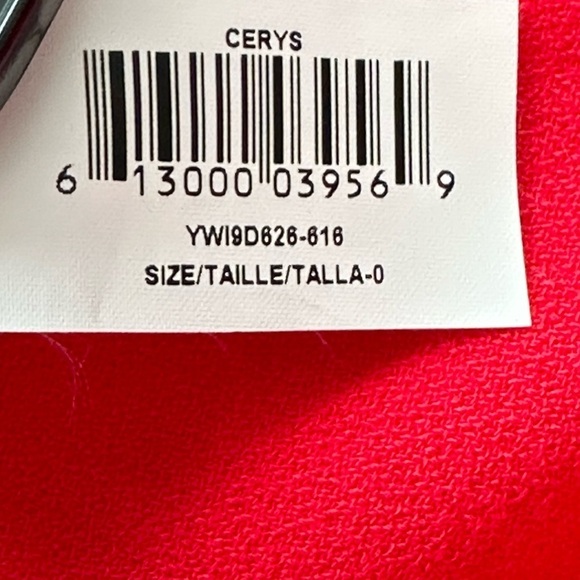 CERYS
6 13000 03956 9
YWI9D626-616
SIZE/TAILLE/TALLA-0